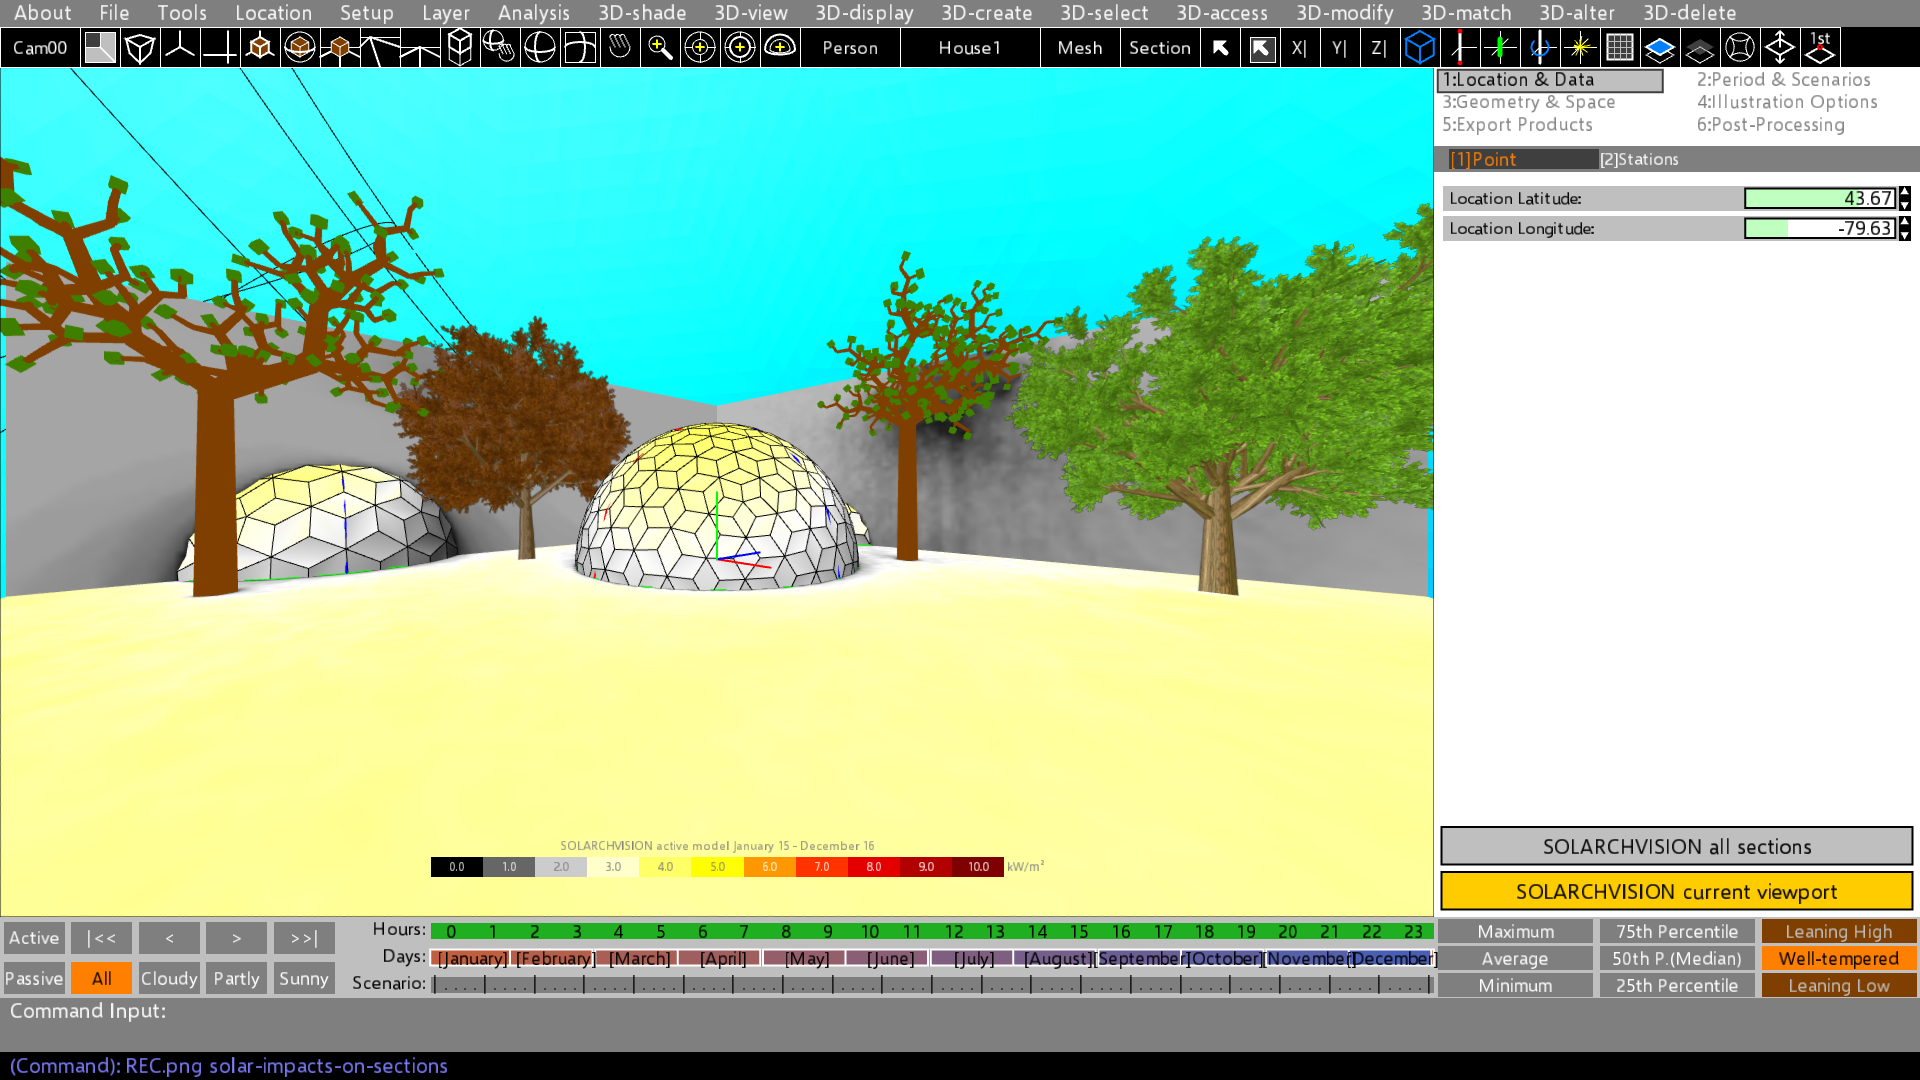 About File Tools Location Setup Layer Analysis 3D-shade 3D-view 3D-display 3D-create 3D-select 3D-access 3D-modify 3D-match 3D-alter 3D-delete
Cam00 Person House1 Mesh Section X| Y| Z| 1st
1:Location & Data 2:Period & Scenarios
3:Geometry & Space 4:Illustration Options
5:Export Products 6:Post-Processing
[1]Point [2]Stations
Location Latitude: 43.67
Location Longitude: -79.63
SOLARCHVISION active model January 15 - December 16
0.0 1.0 2.0 3.0 4.0 5.0 6.0 7.0 8.0 9.0 10.0 kW/m²
SOLARCHVISION all sections
SOLARCHVISION current viewport
Active |<< < > >>|
Passive All Cloudy Partly Sunny
Hours: 0 1 2 3 4 5 6 7 8 9 10 11 12 13 14 15 16 17 18 19 20 21 22 23
Days: [January] [February] [March] [April] [May] [June] [July] [August] [September] [October] [November] [December]
Scenario:
Maximum 75th Percentile Leaning High
Average 50th P.(Median) Well-tempered
Minimum 25th Percentile Leaning Low
Command Input:
(Command): REC.png solar-impacts-on-sections